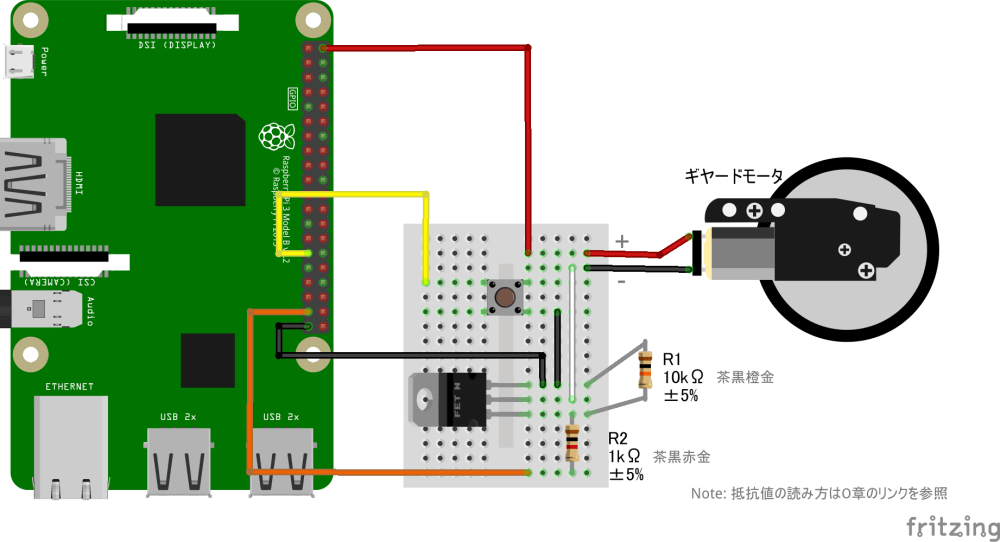 DSI (DISPLAY)
Power
GPIO
HDMI
Raspberry Pi 3 Model B V1.2
© Raspberry Pi 2015
CSI (CAMERA)
Audio
ETHERNET
USB 2x
USB 2x
ギヤードモータ
+
-
FET N
R1
10kΩ 茶黒橙金
±5%
R2
1kΩ 茶黒赤金
±5%
Note: 抵抗値の読み方は0章のリンクを参照
fritzing